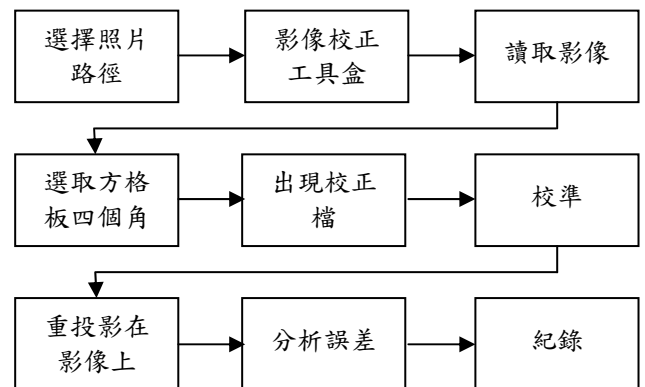 選擇照片
路徑
影像校正
工具盒
讀取影像
選取方格
板四個角
出現校正
檔
校準
重投影在
影像上
分析誤差
紀錄